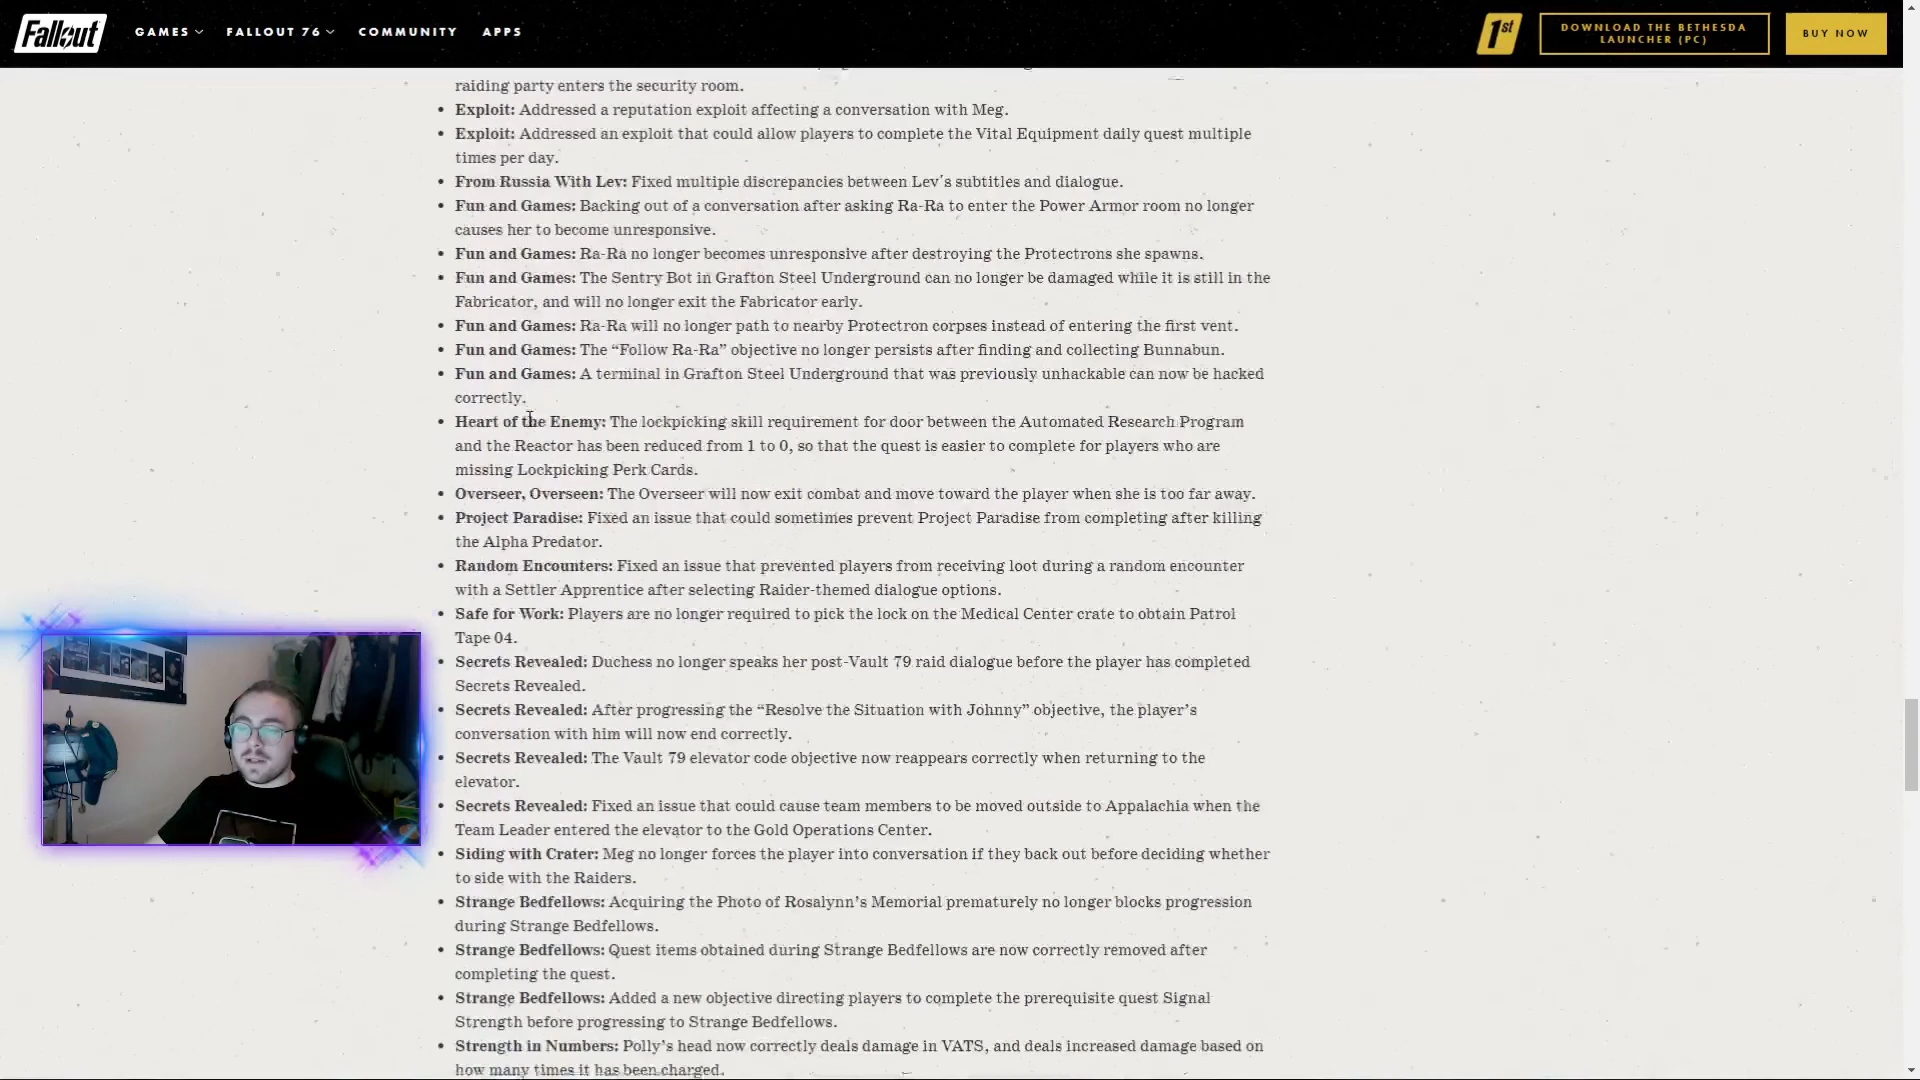 Fallout
GAMES
FALLOUT 76
COMMUNITY
APPS
1st
DOWNLOAD THE BETHESDA
LAUNCHER (PC)
BUY NOW
raiding party enters the security room.
• Exploit: Addressed a reputation exploit affecting a conversation with Meg.
• Exploit: Addressed an exploit that could allow players to complete the Vital Equipment daily quest multiple
times per day.
• From Russia With Lev: Fixed multiple discrepancies between Lev's subtitles and dialogue.
• Fun and Games: Backing out of a conversation after asking Ra-Ra to enter the Power Armor room no longer
causes her to become unresponsive.
• Fun and Games: Ra-Ra no longer becomes unresponsive after destroying the Protectrons she spawns.
• Fun and Games: The Sentry Bot in Grafton Steel Underground can no longer be damaged while it is still in the
Fabricator, and will no longer exit the Fabricator early.
• Fun and Games: Ra-Ra will no longer path to nearby Protectron corpses instead of entering the first vent.
• Fun and Games: The “Follow Ra-Ra” objective no longer persists after finding and collecting Bunnabun.
• Fun and Games: A terminal in Grafton Steel Underground that was previously unhackable can now be hacked
correctly.
• Heart of the Enemy: The lockpicking skill requirement for door between the Automated Research Program
and the Reactor has been reduced from 1 to 0, so that the quest is easier to complete for players who are
missing Lockpicking Perk Cards.
• Overseer, Overseen: The Overseer will now exit combat and move toward the player when she is too far away.
• Project Paradise: Fixed an issue that could sometimes prevent Project Paradise from completing after killing
the Alpha Predator.
• Random Encounters: Fixed an issue that prevented players from receiving loot during a random encounter
with a Settler Apprentice after selecting Raider-themed dialogue options.
• Safe for Work: Players are no longer required to pick the lock on the Medical Center crate to obtain Patrol
Tape 04.
• Secrets Revealed: Duchess no longer speaks her post-Vault 79 raid dialogue before the player has completed
Secrets Revealed.
• Secrets Revealed: After progressing the “Resolve the Situation with Johnny” objective, the player’s
conversation with him will now end correctly.
• Secrets Revealed: The Vault 79 elevator code objective now reappears correctly when returning to the
elevator.
• Secrets Revealed: Fixed an issue that could cause team members to be moved outside to Appalachia when the
Team Leader entered the elevator to the Gold Operations Center.
• Siding with Crater: Meg no longer forces the player into conversation if they back out before deciding whether
to side with the Raiders.
• Strange Bedfellows: Acquiring the Photo of Rosalynn’s Memorial prematurely no longer blocks progression
during Strange Bedfellows.
• Strange Bedfellows: Quest items obtained during Strange Bedfellows are now correctly removed after
completing the quest.
• Strange Bedfellows: Added a new objective directing players to complete the prerequisite quest Signal
Strength before progressing to Strange Bedfellows.
• Strength in Numbers: Polly’s head now correctly deals damage in VATS, and deals increased damage based on
how many times it has been charged.